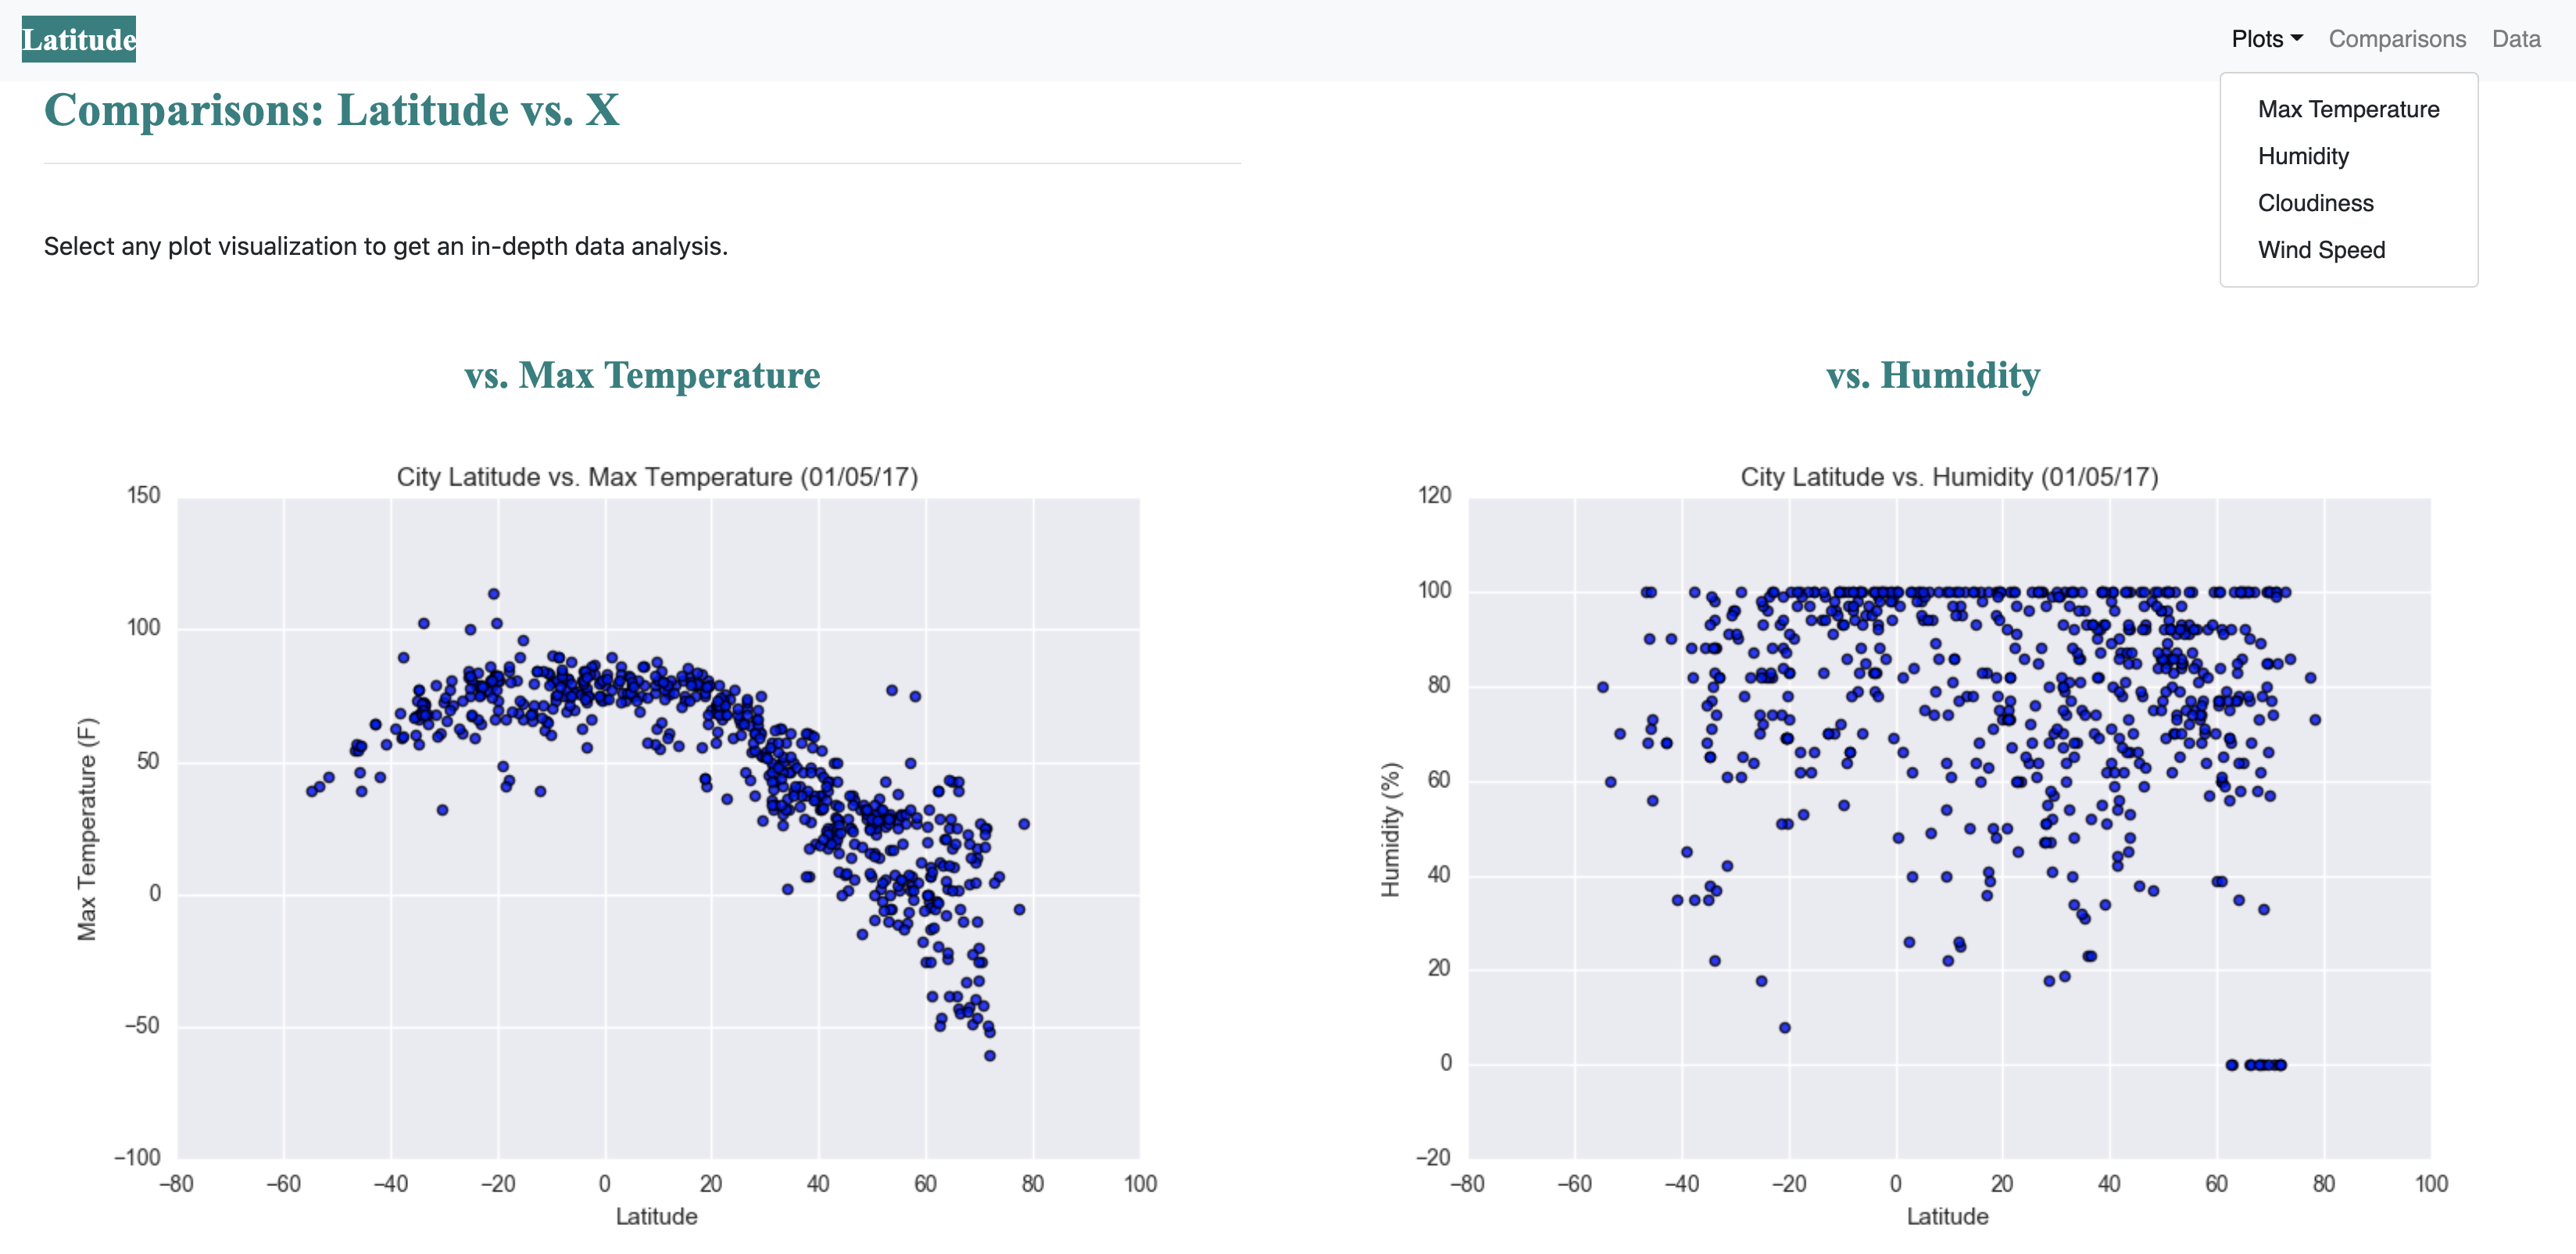 Latitude
Plots Comparisons Data
Max Temperature
Humidity
Cloudiness
Wind Speed
Comparisons: Latitude vs. X
Select any plot visualization to get an in-depth data analysis.
vs. Max Temperature
City Latitude vs. Max Temperature (01/05/17)
Max Temperature (F)
150
100
50
0
−50
−100
−80 −60 −40 −20 0 20 40 60 80 100
Latitude
vs. Humidity
City Latitude vs. Humidity (01/05/17)
Humidity (%)
120
100
80
60
40
20
0
−20
−80 −60 −40 −20 0 20 40 60 80 100
Latitude